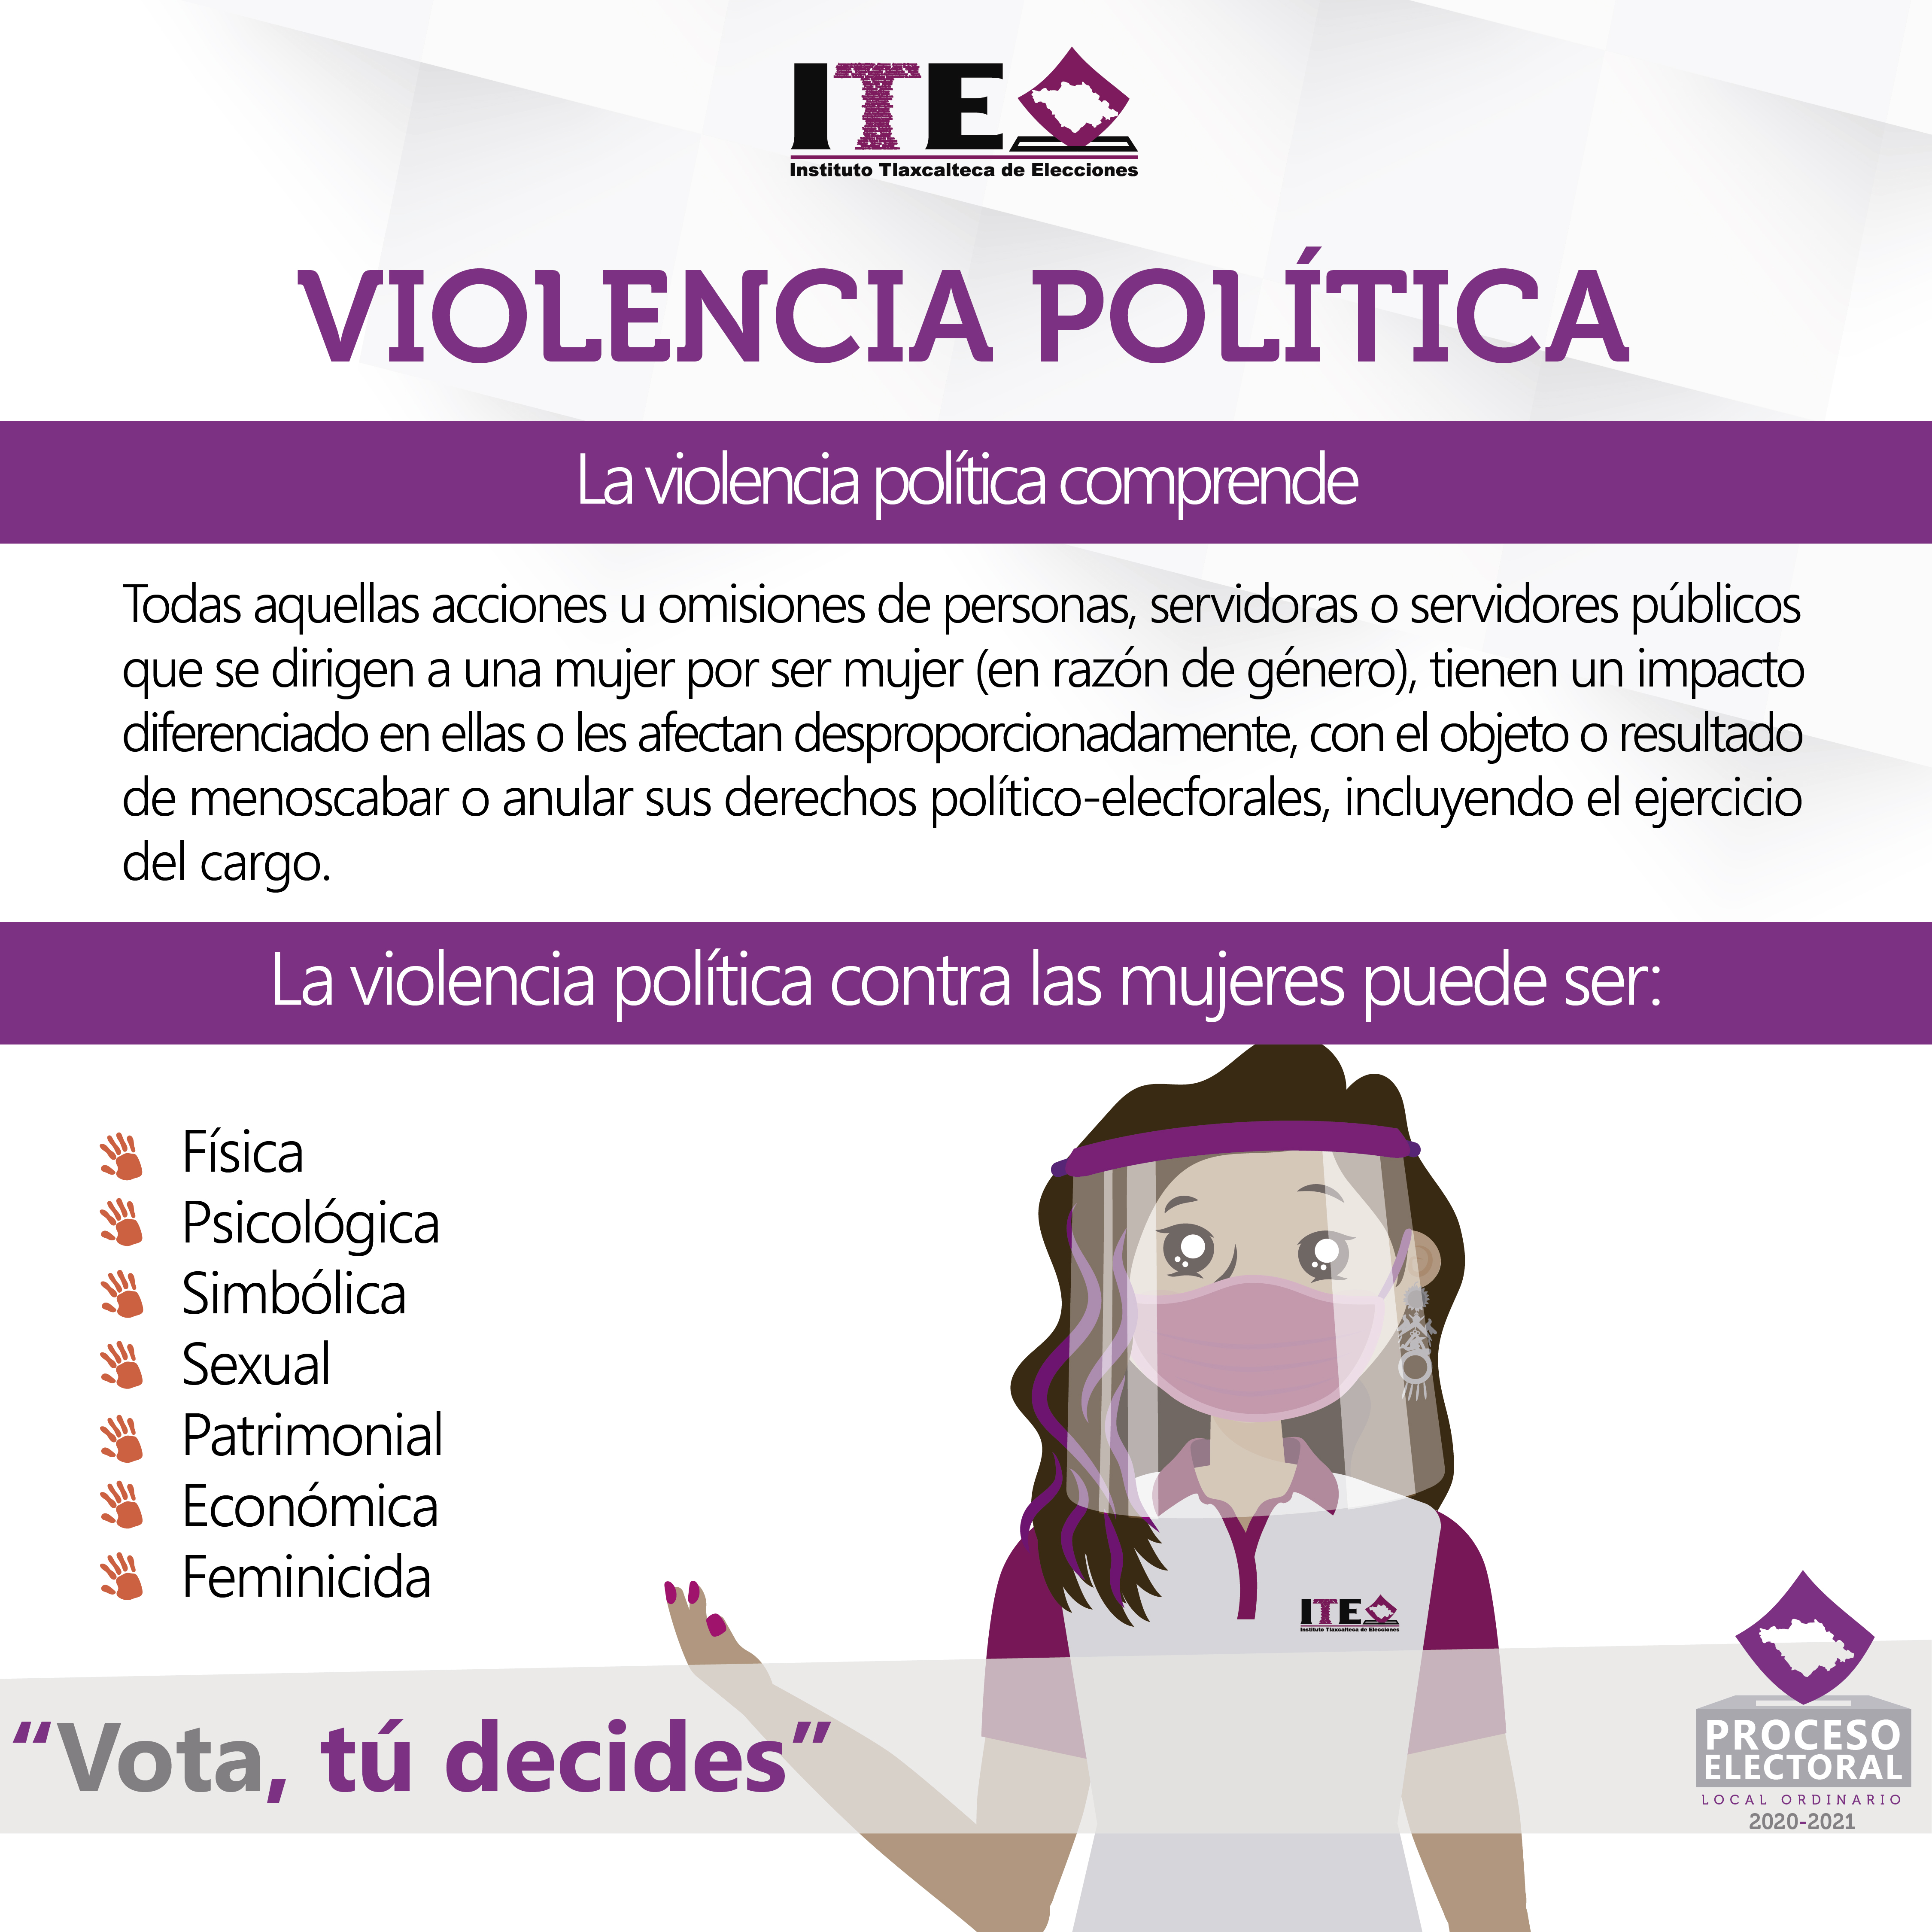 ITE
Instituto Tlaxcalteca de Elecciones
VIOLENCIA POLÍTICA
La violencia política comprende
Todas aquellas acciones u omisiones de personas, servidoras o servidores públicos
que se dirigen a una mujer por ser mujer (en razón de género), tienen un impacto
diferenciado en ellas o les afectan desproporcionadamente, con el objeto o resultado
de menoscabar o anular sus derechos político-elecforales, incluyendo el ejercicio
del cargo.
La violencia política contra las mujeres puede ser:
Física
Psicológica
Simbólica
Sexual
Patrimonial
Económica
Feminicida
ITE
Instituto Tlaxcalteca de Elecciones
“Vota, tú decides”
PROCESO
ELECTORAL
LOCAL ORDINARIO
2020-2021